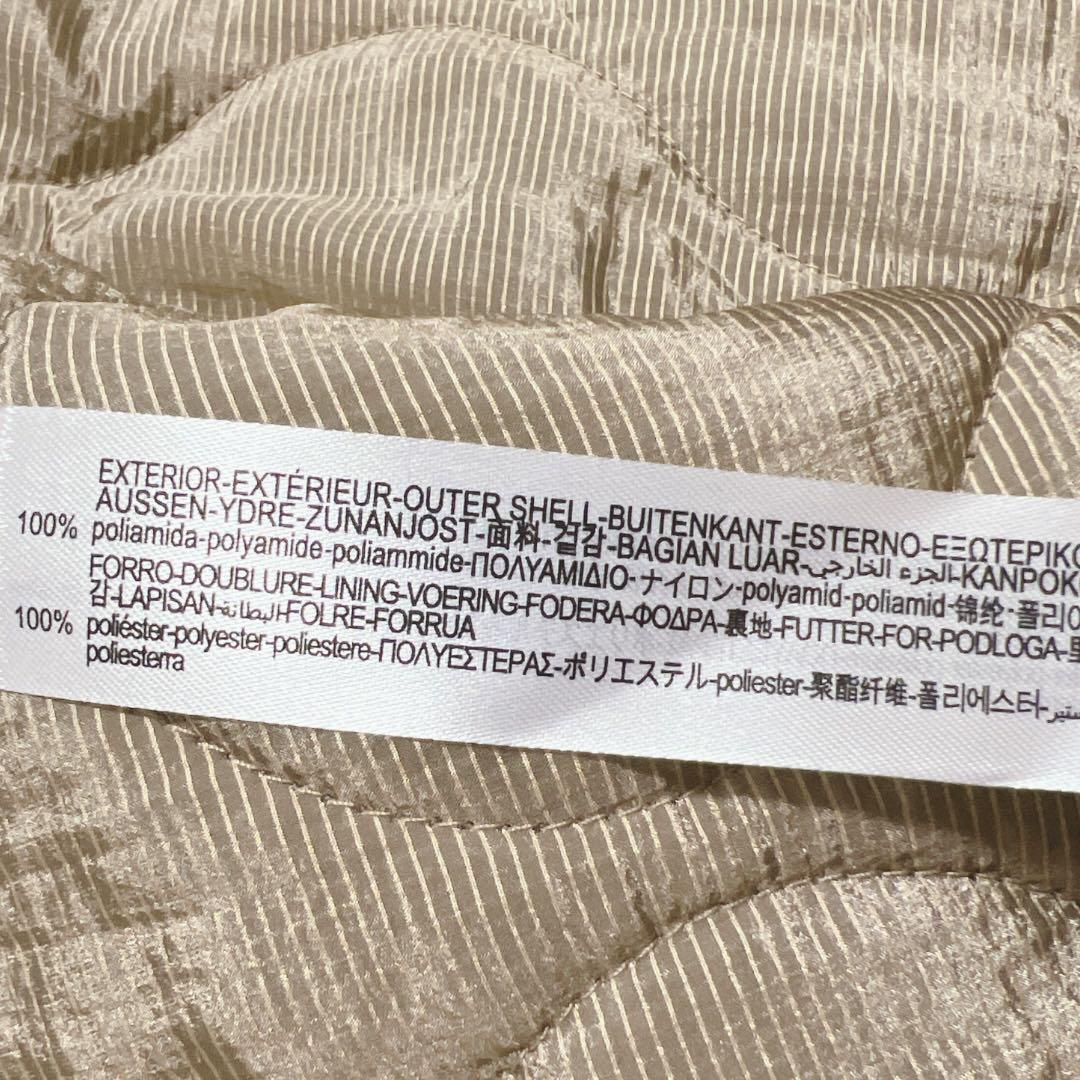 EXTERIOR-EXTÉRIEUR-OUTER SHELL-BUITENKANT-ESTERNO-ΕΞΩΤΕΡΙΚΟ
AUSSEN-YDRE-ZUNANJOST-面料-겉감-BAGIAN LUAR-الجزء الخارجي-KANPOK
100% poliamida-polyamide-poliammide-ΠΟΛΥΑΜΙΔΙΟ-ナイロン-polyamid-poliamid-锦纶-폴리아
FORRO-DOUBLURE-LINING-VOERING-FODERA-ΦΟΔΡΑ-裏地-FUTTER-FOR-PODLOGA-里
감-LAPISAN-البطانة-FOLRE-FORRUA
100% poliéster-polyester-poliestere-ΠΟΛΥΕΣΤΕΡΑΣ-ポリエステル-poliester-聚酯纤维-폴리에스터-
poliesterra